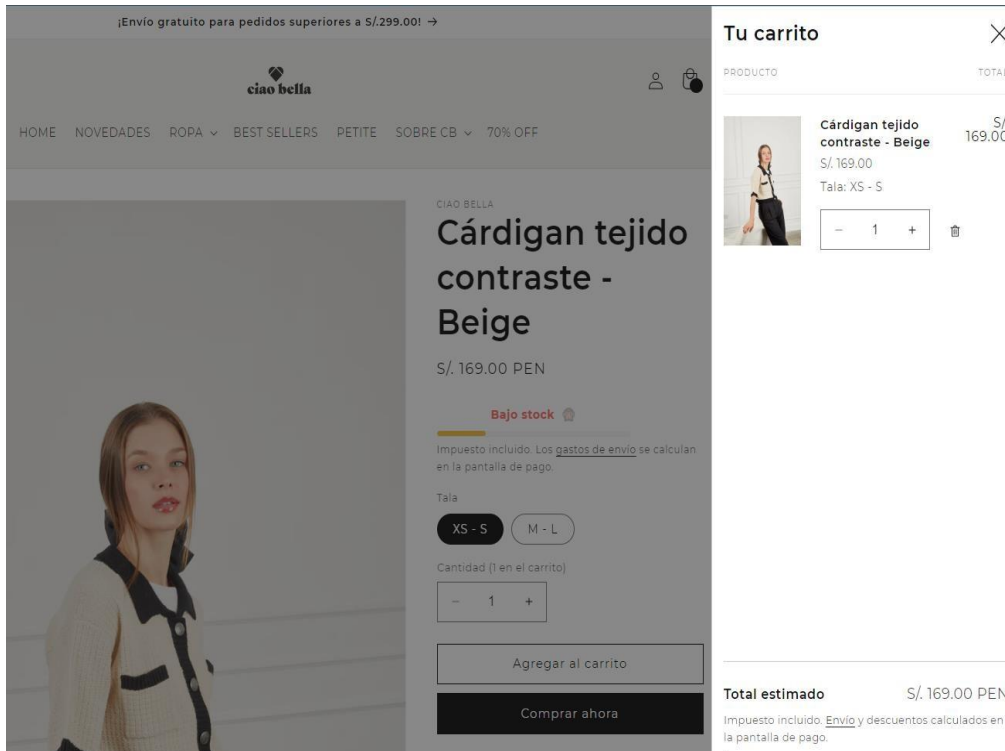 ¡Envío gratuito para pedidos superiores a S/.299.00! →
ciao bella
HOME NOVEDADES ROPA BEST SELLERS PETITE SOBRE CB 70% OFF
CIAO BELLA
Cárdigan tejido
contraste -
Beige
S/. 169.00 PEN
Bajo stock
Impuesto incluido. Los gastos de envío se calculan
en la pantalla de pago.
Tala
XS - S M - L
Cantidad (1 en el carrito)
− 1 +
Agregar al carrito
Comprar ahora
Tu carrito
PRODUCTO TOTAL
Cárdigan tejido
contraste - Beige
S/. 169.00
Tala: XS - S
− 1 +
S/.
169.00
Total estimado S/. 169.00 PEN
Impuesto incluido. Envío y descuentos calculados en
la pantalla de pago.